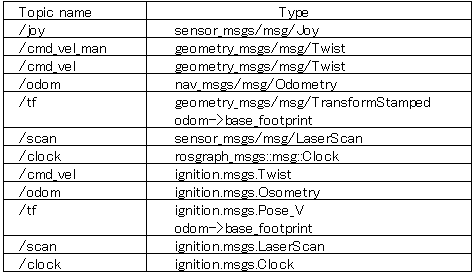 Topic name Type
/joy sensor_msgs/msg/Joy
/cmd_vel_man geometry_msgs/msg/Twist
/cmd_vel geometry_msgs/msg/Twist
/odom nav_msgs/msg/Odometry
/tf geometry_msgs/msg/TransformStamped
odom->base_footprint
/scan sensor_msgs/msg/LaserScan
/clock rosgraph_msgs::msg::Clock
/cmd_vel ignition.msgs.Twist
/odom ignition.msgs.Osometry
/tf ignition.msgs.Pose_V
odom->base_footprint
/scan ignition.msgs.LaserScan
/clock ignition.msgs.Clock